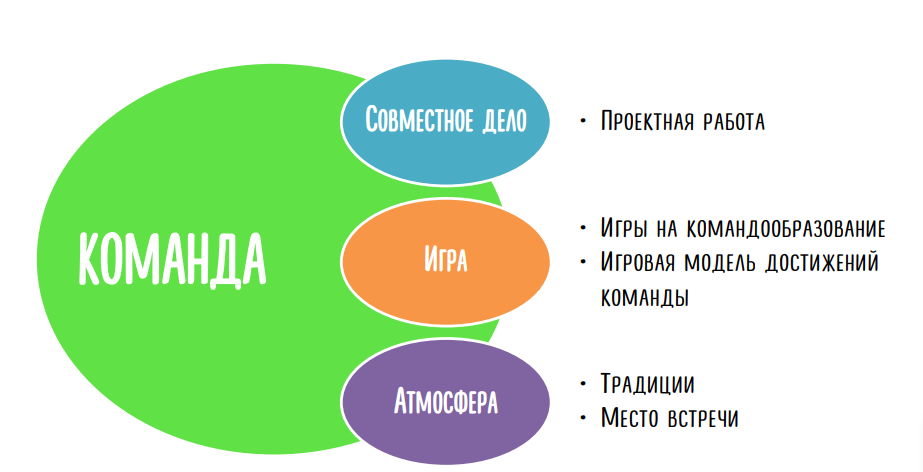 КОМАНДА
Совместное дело
• Проектная работа
Игра
• Игры на командообразование
• Игровая модель достижений
команды
Атмосфера
• Традиции
• Место встречи